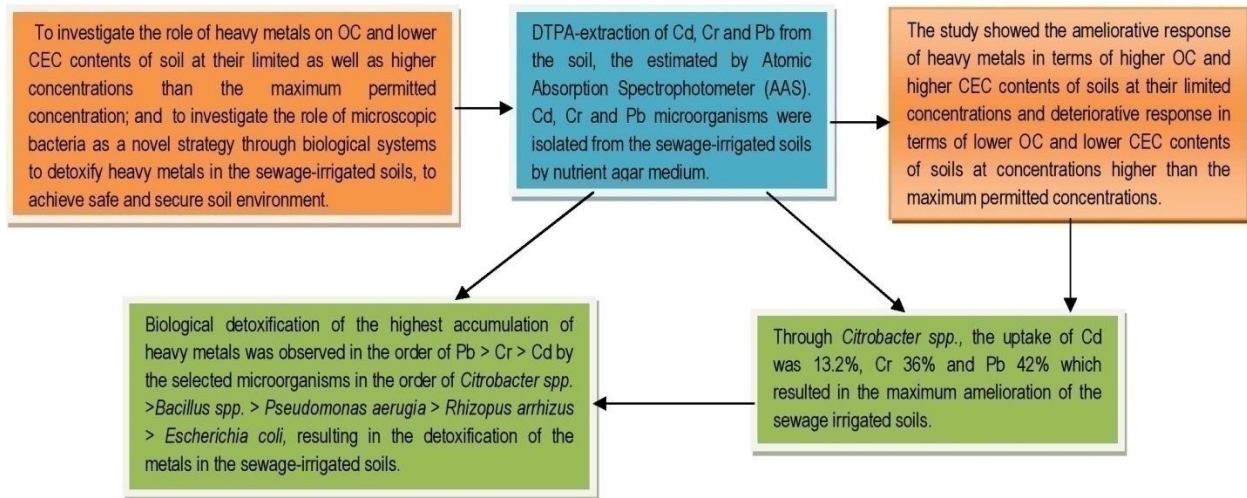 To investigate the role of heavy metals on OC and lower
CEC contents of soil at their limited as well as higher
concentrations than the maximum permitted
concentration; and to investigate the role of microscopic
bacteria as a novel strategy through biological systems
to detoxify heavy metals in the sewage-irrigated soils, to
achieve safe and secure soil environment.
DTPA-extraction of Cd, Cr and Pb from
the soil, the estimated by Atomic
Absorption Spectrophotometer (AAS).
Cd, Cr and Pb microorganisms were
isolated from the sewage-irrigated soils
by nutrient agar medium.
The study showed the ameliorative response
of heavy metals in terms of higher OC and
higher CEC contents of soils at their limited
concentrations and deteriorative response in
terms of lower OC and lower CEC contents
of soils at concentrations higher than the
maximum permitted concentrations.
Biological detoxification of the highest accumulation of
heavy metals was observed in the order of Pb > Cr > Cd by
the selected microorganisms in the order of Citrobacter spp.
>Bacillus spp. > Pseudomonas aerugia > Rhizopus arrhizus
> Escherichia coli, resulting in the detoxification of the
metals in the sewage-irrigated soils.
Through Citrobacter spp., the uptake of Cd
was 13.2%, Cr 36% and Pb 42% which
resulted in the maximum amelioration of the
sewage irrigated soils.